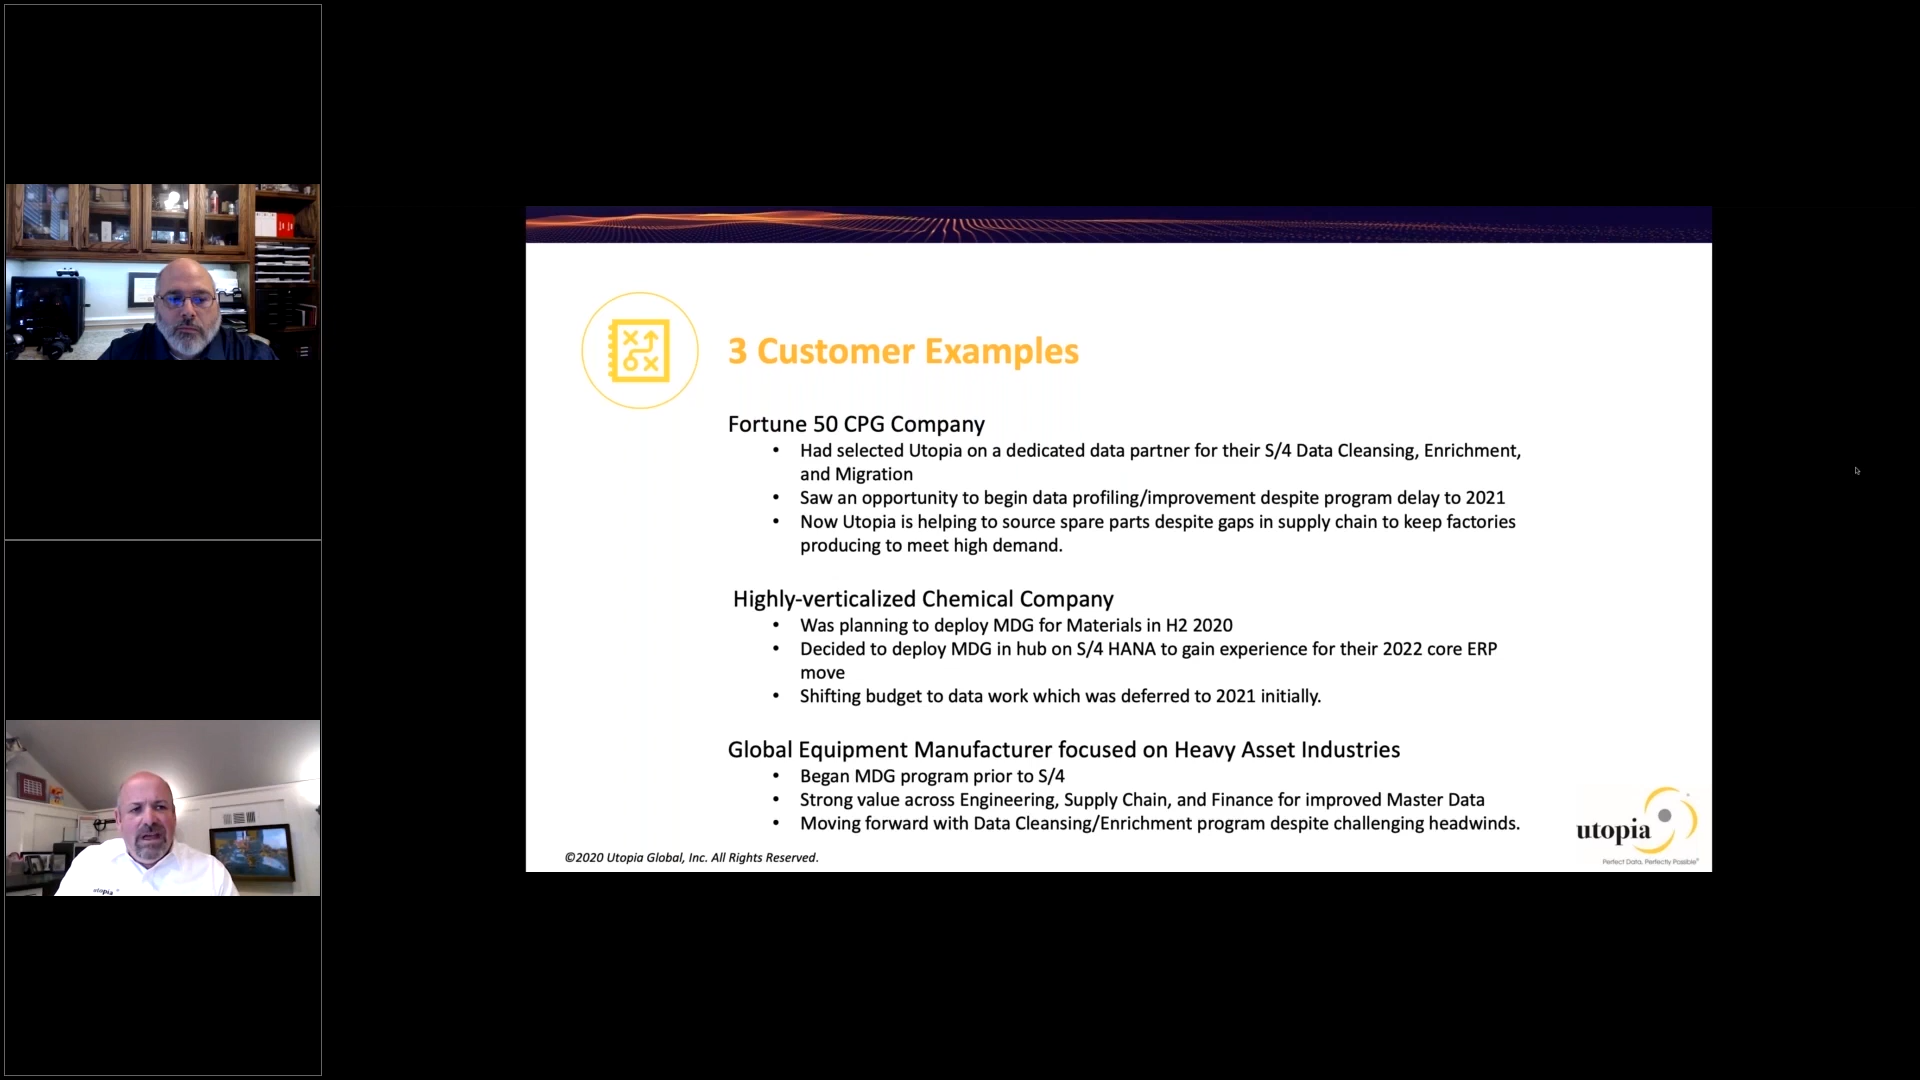 3 Customer Examples
Fortune 50 CPG Company
• Had selected Utopia on a dedicated data partner for their S/4 Data Cleansing, Enrichment,
and Migration
• Saw an opportunity to begin data profiling/improvement despite program delay to 2021
• Now Utopia is helping to source spare parts despite gaps in supply chain to keep factories
producing to meet high demand.
Highly-verticalized Chemical Company
• Was planning to deploy MDG for Materials in H2 2020
• Decided to deploy MDG in hub on S/4 HANA to gain experience for their 2022 core ERP
move
• Shifting budget to data work which was deferred to 2021 initially.
Global Equipment Manufacturer focused on Heavy Asset Industries
• Began MDG program prior to S/4
• Strong value across Engineering, Supply Chain, and Finance for improved Master Data
• Moving forward with Data Cleansing/Enrichment program despite challenging headwinds.
utopia
Perfect Data. Perfectly Possible®
©2020 Utopia Global, Inc. All Rights Reserved.
utopia